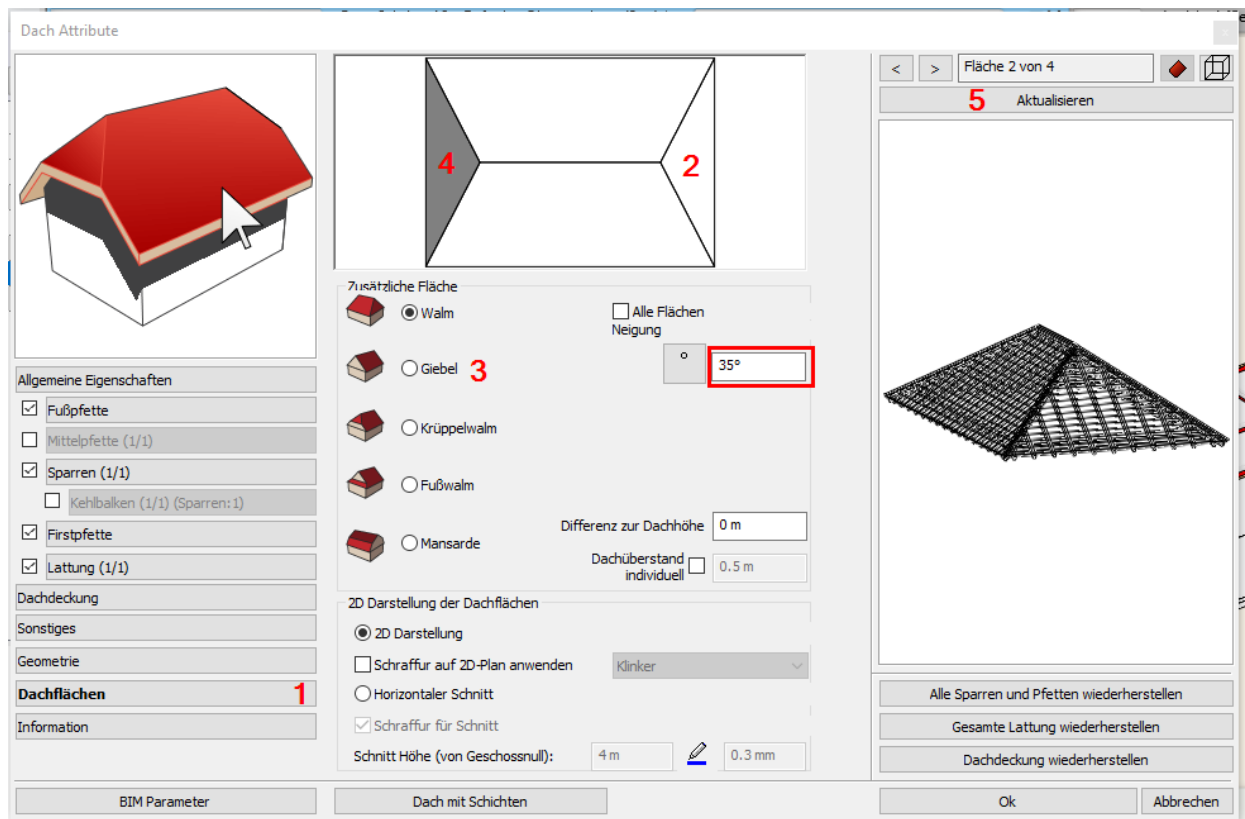 Dach Attribute
< > Fläche 2 von 4
5 Aktualisieren
4
2
Zusätzliche Fläche
Walm
Alle Flächen
Neigung
Giebel 3
° 35°
Krüppelwalm
Fußwalm
Differenz zur Dachhöhe 0 m
Mansarde
Dachüberstand
individuell 0.5 m
Allgemeine Eigenschaften
Fußpfette
Mittelpfette (1/1)
Sparren (1/1)
Kehlbalken (1/1) (Sparren:1)
Firstpfette
Lattung (1/1)
Dachdeckung
Sonstiges
Geometrie
Dachflächen 1
Information
2D Darstellung der Dachflächen
2D Darstellung
Schraffur auf 2D-Plan anwenden Klinker
Horizontaler Schnitt
Schraffur für Schnitt
Schnitt Höhe (von Geschossnull): 4 m 0.3 mm
Alle Sparren und Pfetten wiederherstellen
Gesamte Lattung wiederherstellen
Dachdeckung wiederherstellen
BIM Parameter
Dach mit Schichten
Ok
Abbrechen